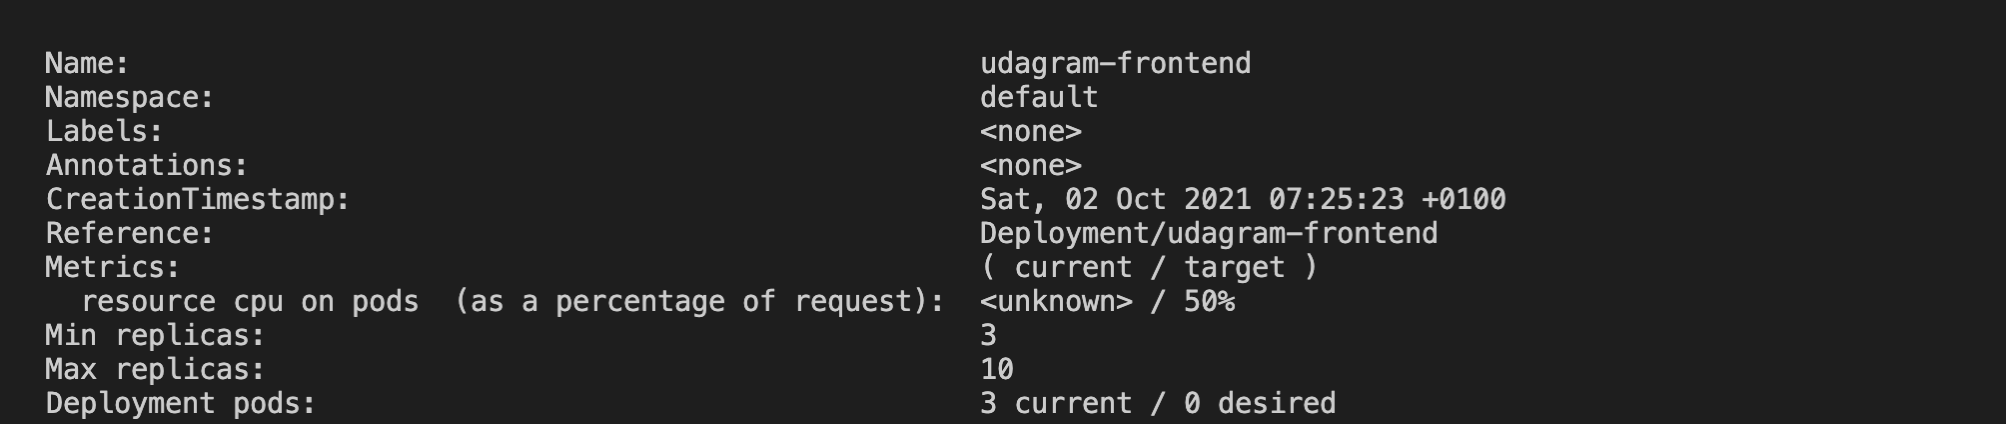 Name: udagram-frontend
Namespace: default
Labels: <none>
Annotations: <none>
CreationTimestamp: Sat, 02 Oct 2021 07:25:23 +0100
Reference: Deployment/udagram-frontend
Metrics: ( current / target )
resource cpu on pods (as a percentage of request): <unknown> / 50%
Min replicas: 3
Max replicas: 10
Deployment pods: 3 current / 0 desired